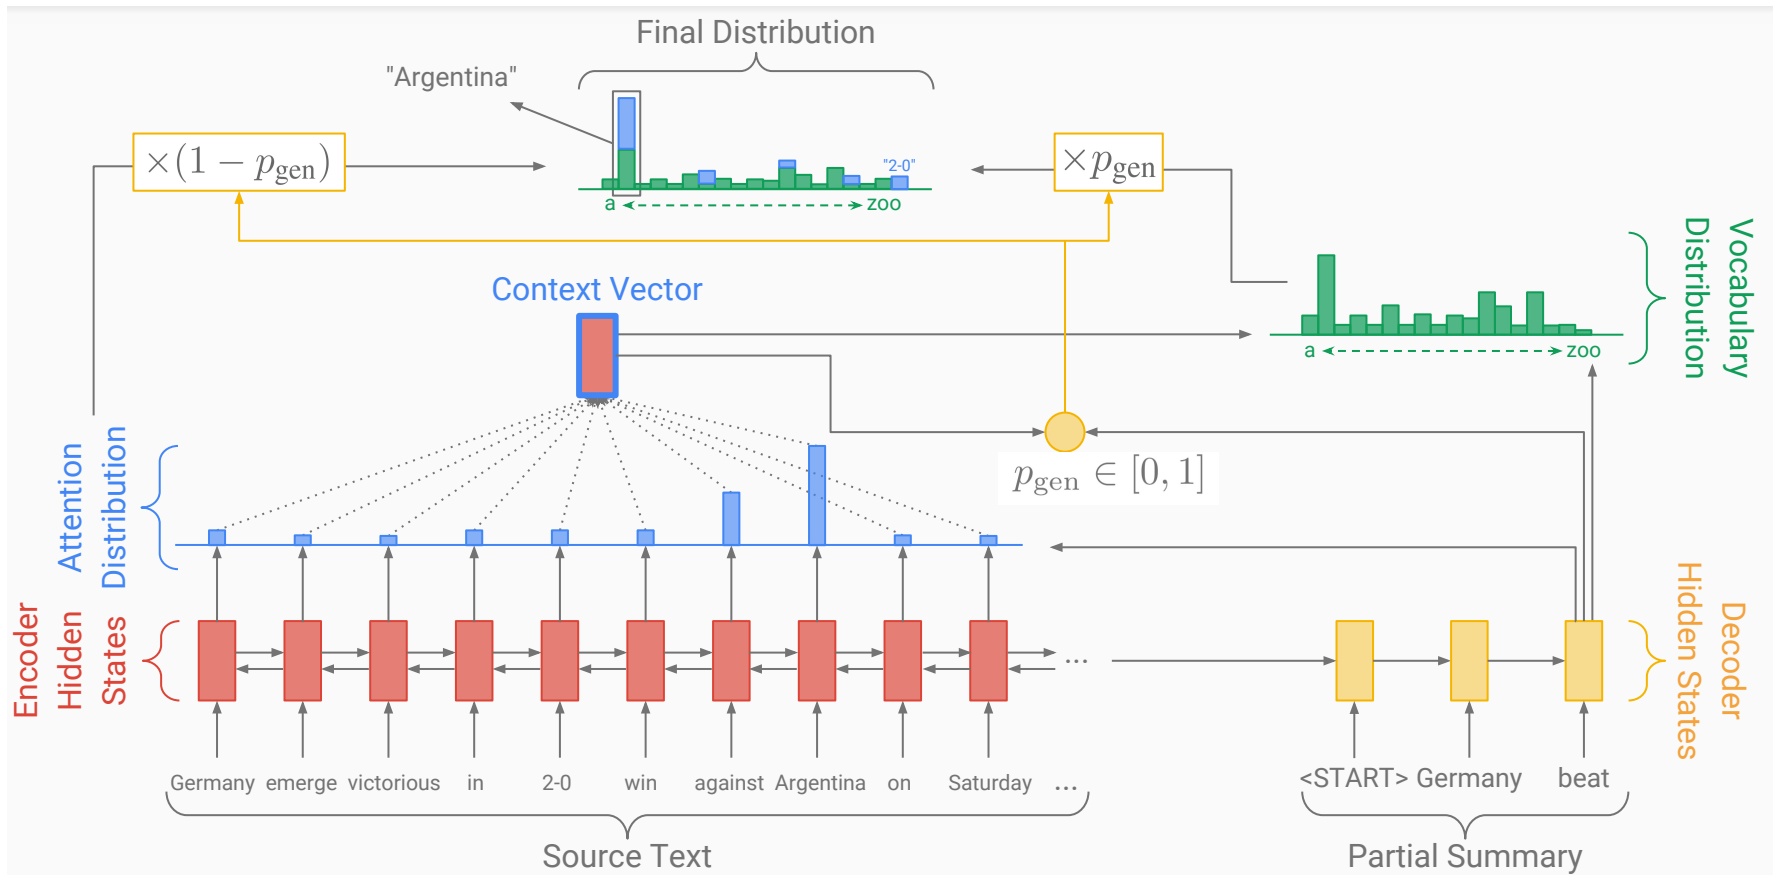 Final Distribution
"Argentina"
×(1 − p_gen)
×p_gen
"2-0"
a
zoo
Context Vector
Vocabulary
Distribution
a
zoo
Attention
Distribution
p_gen ∈ [0, 1]
Encoder
Hidden
States
...
Decoder
Hidden States
Germany emerge victorious in 2-0 win against Argentina on Saturday ...
<START> Germany beat
Source Text
Partial Summary